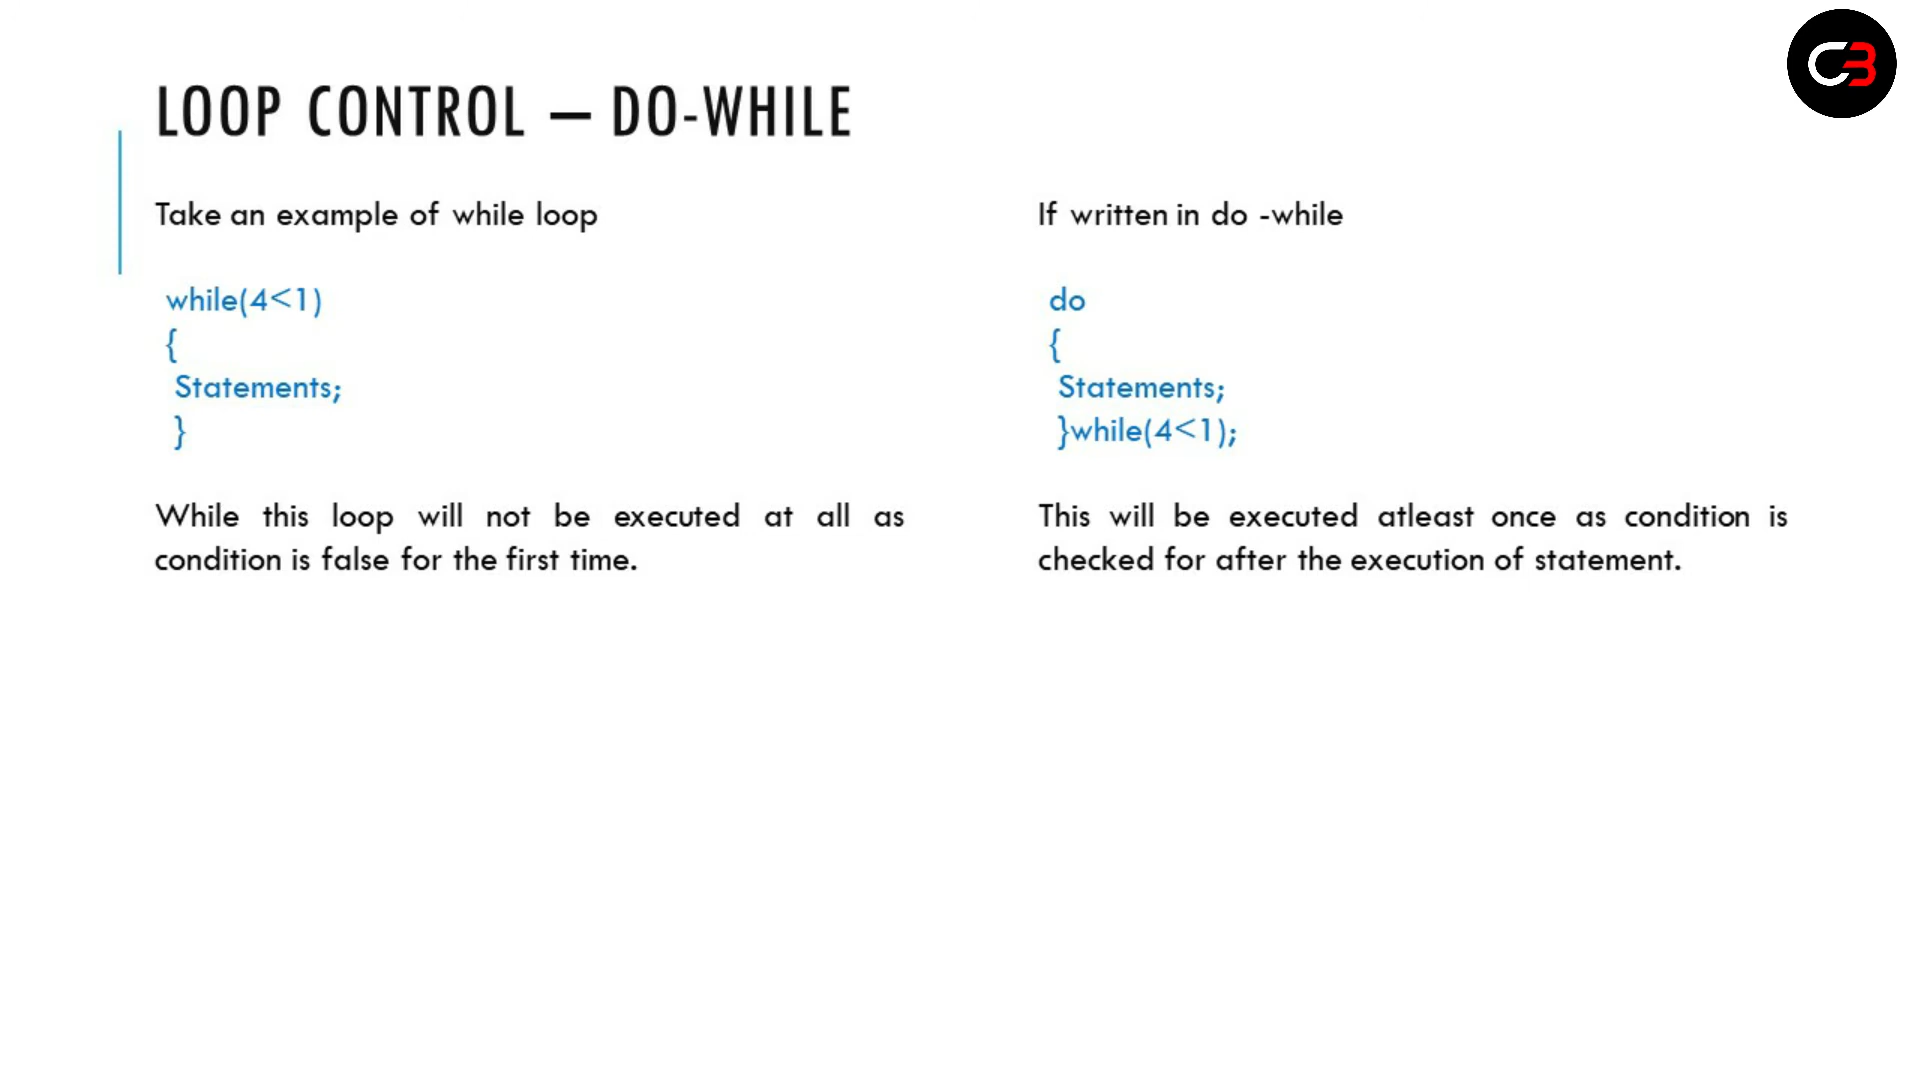 LOOP CONTROL – DO-WHILE
Take an example of while loop
while(4<1)
{
Statements;
}
While this loop will not be executed at all as
condition is false for the first time.
If written in do -while
do
{
Statements;
}while(4<1);
This will be executed atleast once as condition is
checked for after the execution of statement.
CB